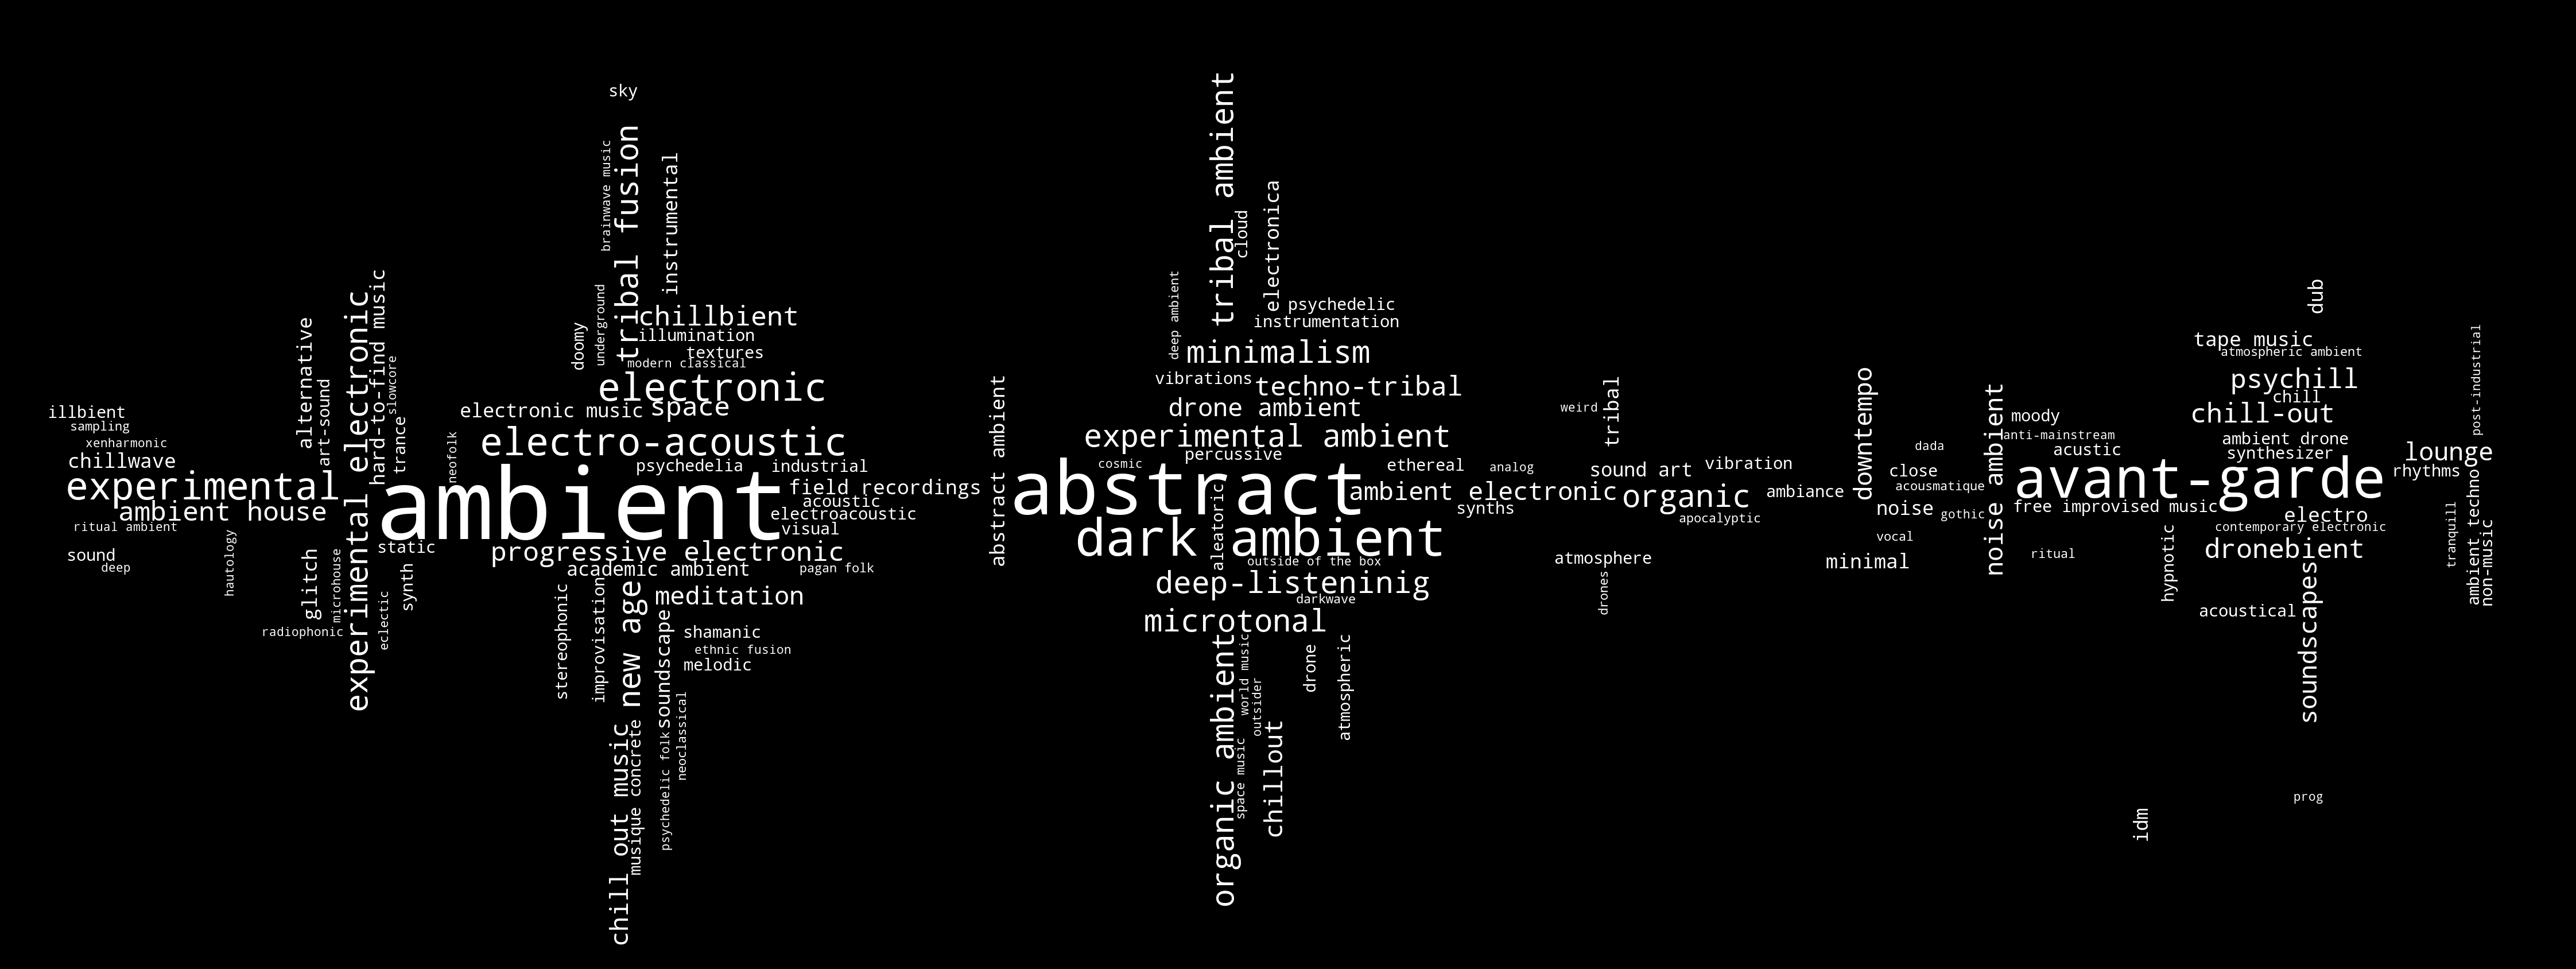 sky
tribal ambient
tribal fusion
brainwave music
instrumental
electronica
cloud
hard-to-find music
deep ambient
dub
underground
experimental electronic
psychedelic
chillbient
instrumentation
alternative
doomy
post-industrial
illumination
tape music
textures
minimalism
atmospheric ambient
slowcore
modern classical
downtempo
abstract ambient
tribal
art-sound
vibrations
psychill
electronic
techno-tribal
noise ambient
chill
space
drone ambient
weird
illbient
electronic music
chill-out
moody
trance
sampling
neofolk
anti-mainstream
experimental ambient
ambient drone
xenharmonic
electro-acoustic
dada
acustic
lounge
percussive
synthesizer
chillwave
cosmic
ethereal
vibration
psychedelia
industrial
analog
sound art
close
rhythms
ambient techno
experimental
field recordings
abstract
ambient electronic
organic
ambiance
acousmatique
avant-garde
aleatoric
acoustic
ambient
free improvised music
synths
noise
ambient house
electroacoustic
apocalyptic
gothic
electro
non-music
tranquill
ritual ambient
visual
hautology
contemporary electronic
hypnotic
vocal
dark ambient
static
dronebient
progressive electronic
sound
ritual
glitch
microhouse
atmosphere
minimal
outside of the box
deep
academic ambient
pagan folk
soundscapes
synth
deep-listeninig
drones
meditation
darkwave
new age
improvisation
stereophonic
eclectic
acoustical
microtonal
radiophonic
shamanic
soundscape
ethnic fusion
melodic
organic ambient
world music
drone
atmospheric
outsider
neoclassical
chill out music
musique concrete
psychedelic folk
space music
chillout
prog
idm